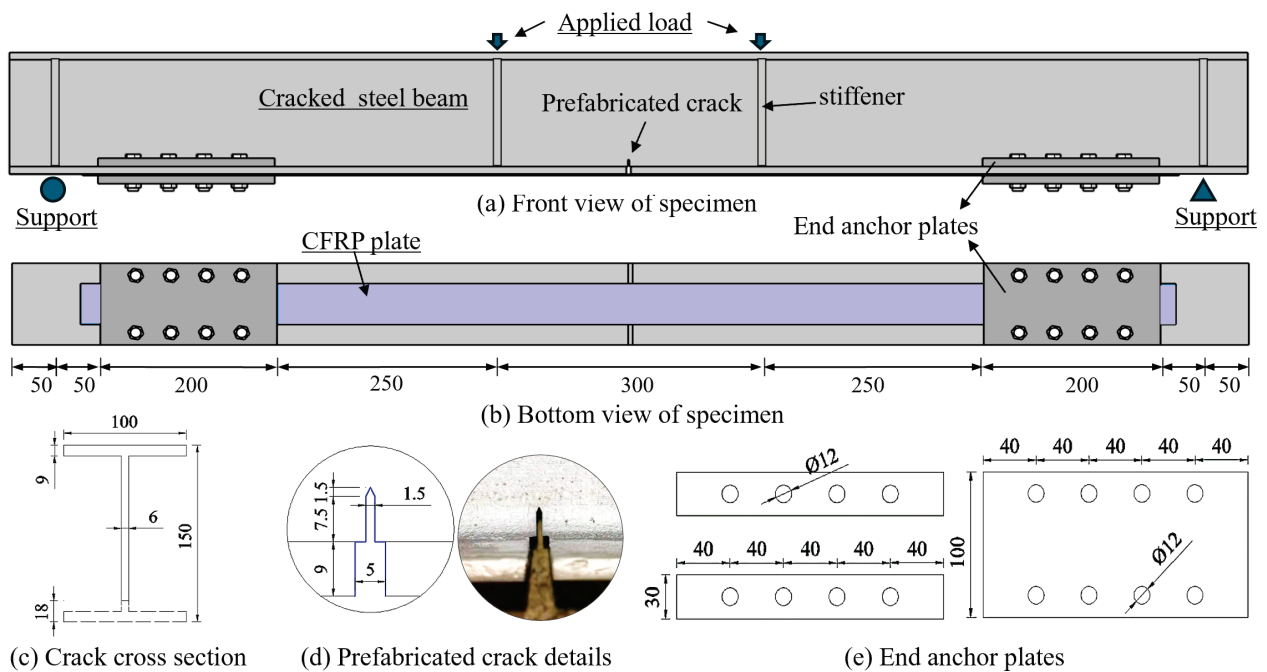 Applied load
Cracked steel beam
Prefabricated crack
stiffener
Support
(a) Front view of specimen
Support
End anchor plates
CFRP plate
50 50 200 250 300 250 200 50 50
(b) Bottom view of specimen
100
9
6
150
18
(c) Crack cross section
1.5
7.5
1.5
9
5
(d) Prefabricated crack details
Ø12
40 40 40 40 40
30
40 40 40 40 40
100
Ø12
(e) End anchor plates